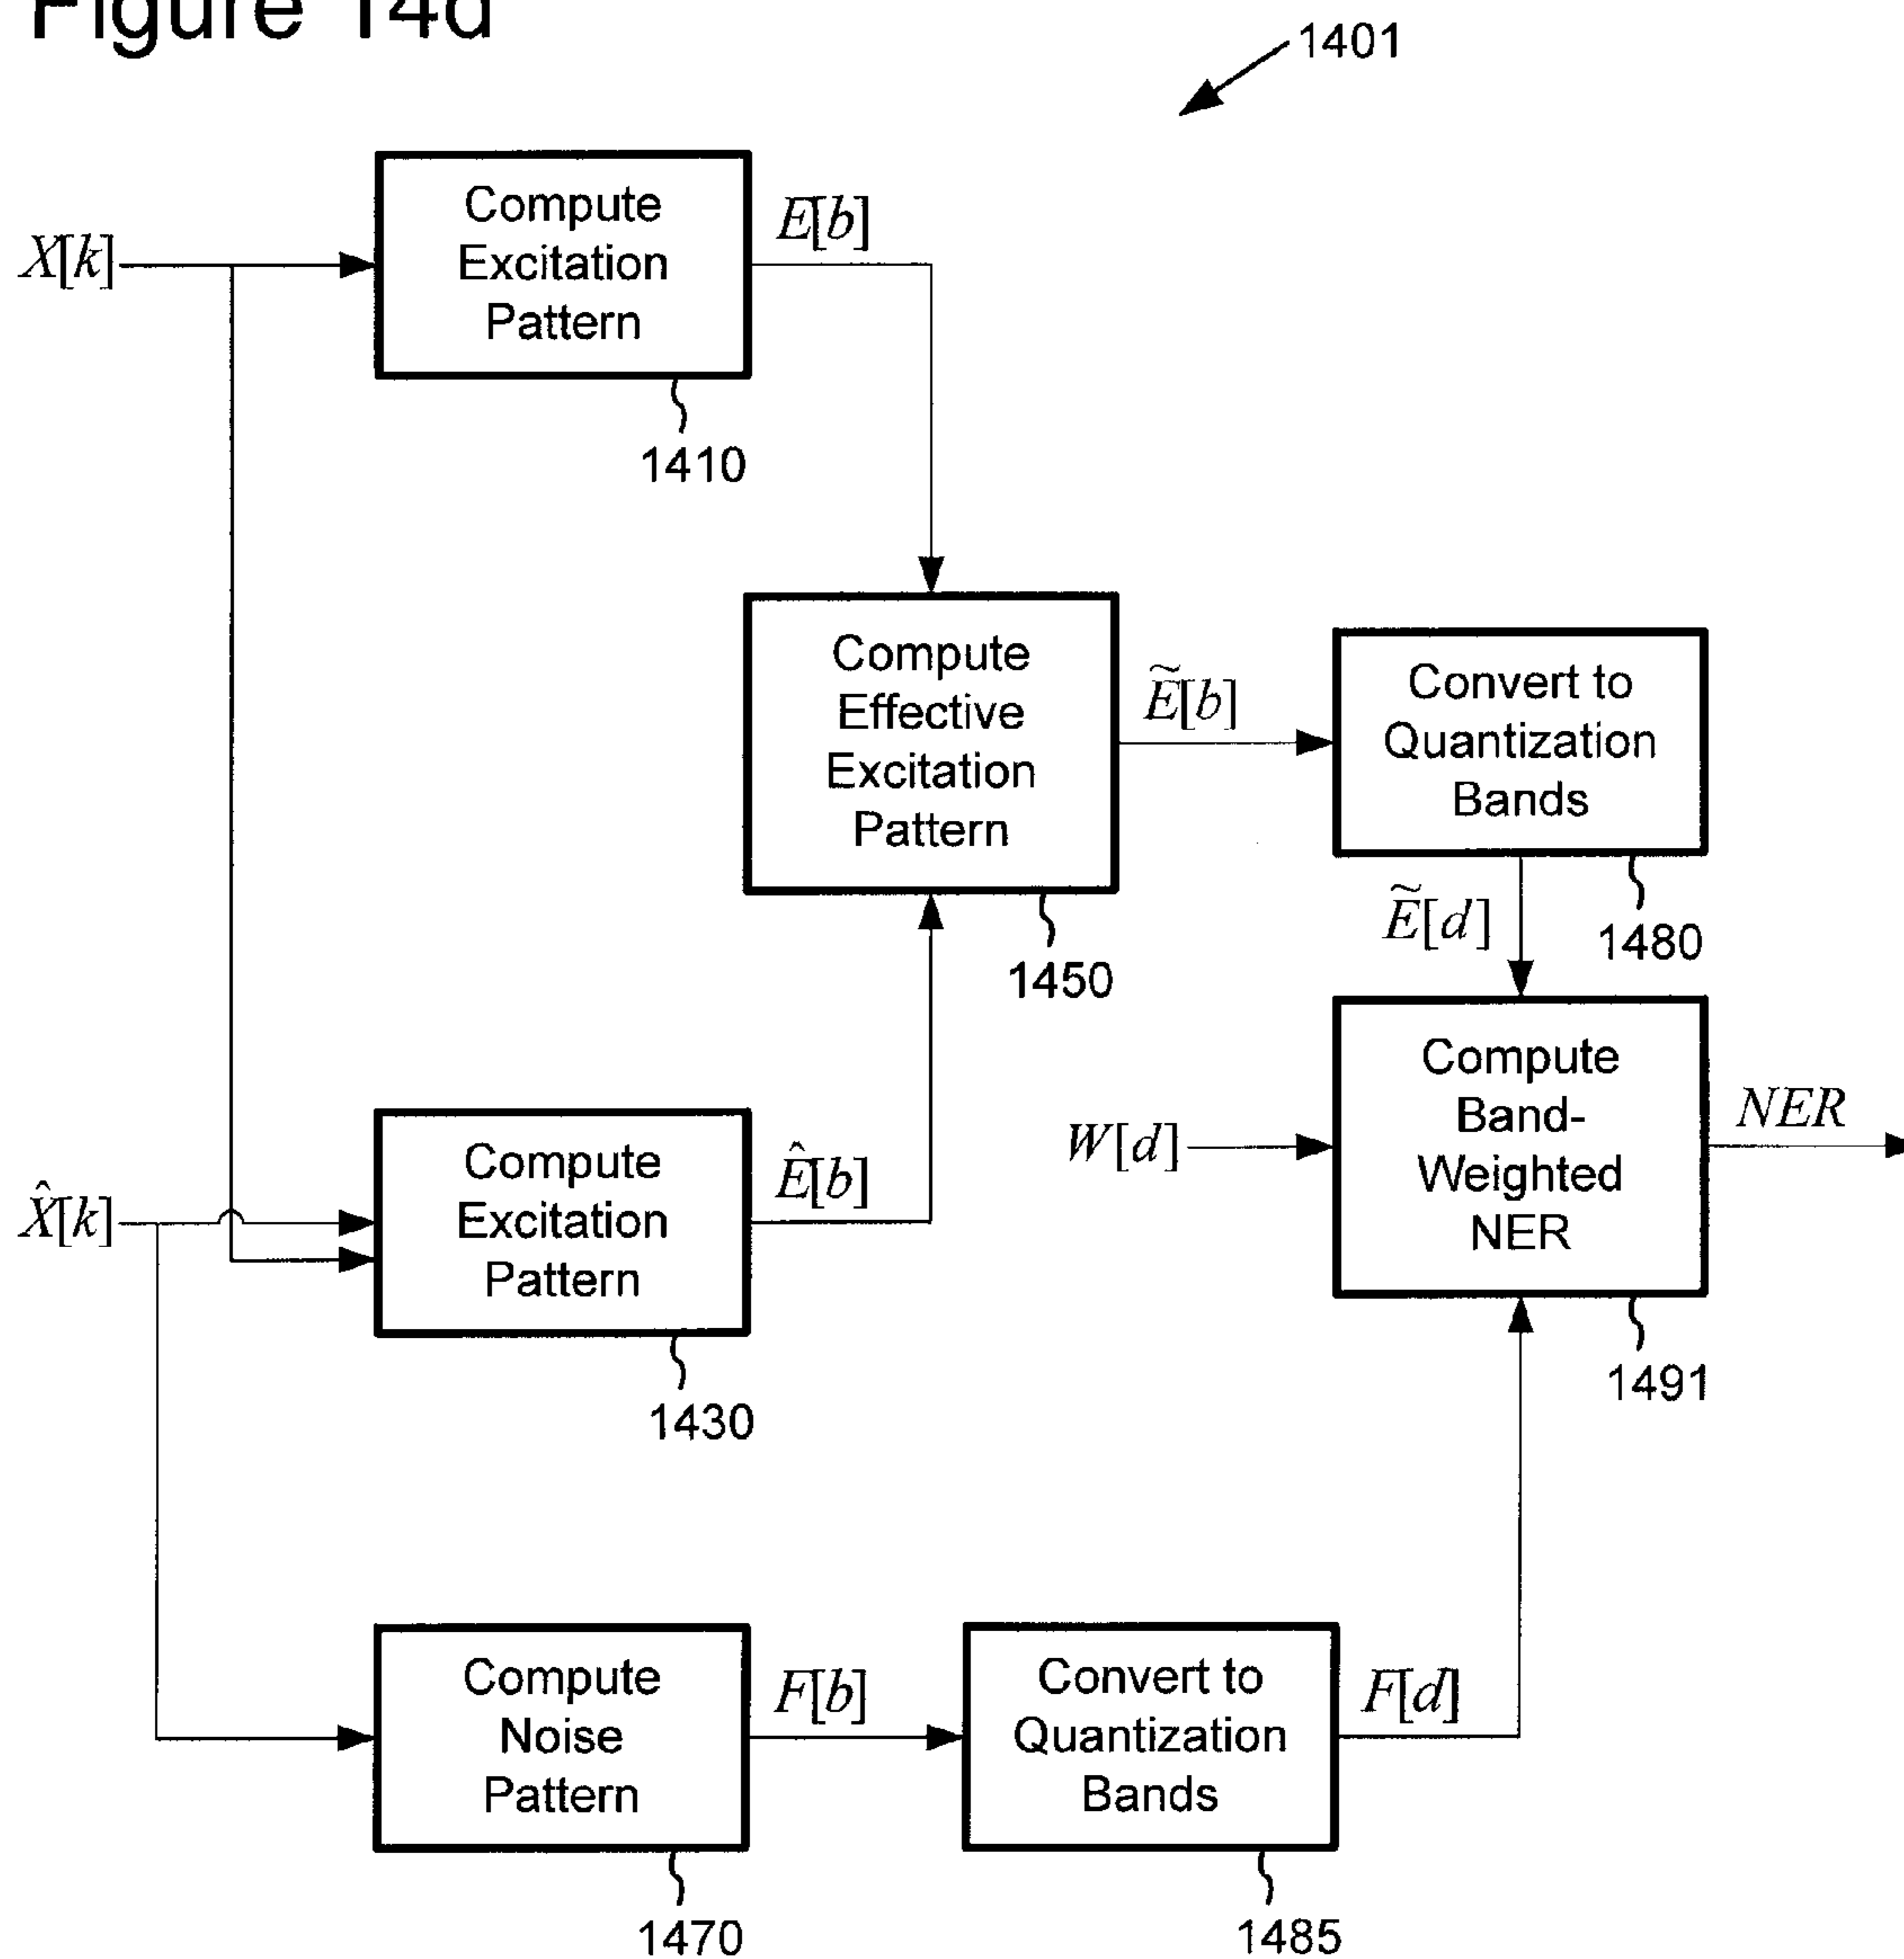 Figure 14d
1401
Compute
Excitation
Pattern
X[k]
E[b]
1410
Compute
Effective
Excitation
Pattern
Ẽ[b]
Convert to
Quantization
Bands
Ẽ[d]
1480
1450
Compute
Band-
Weighted
NER
W[d]
NER
1491
Compute
Excitation
Pattern
X̂[k]
Ê[b]
1430
Compute
Noise
Pattern
F[b]
Convert to
Quantization
Bands
F[d]
1470
1485